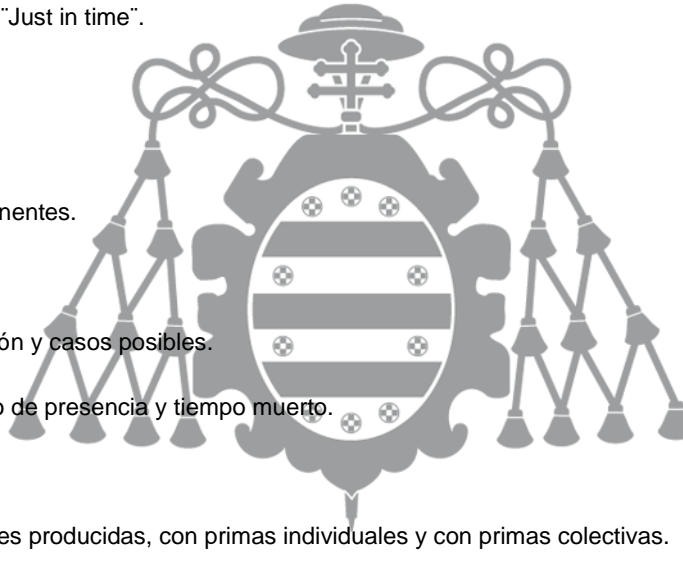 ¨Just in time¨.
nentes.
ón y casos posibles.
o de presencia y tiempo muerto.
es producidas, con primas individuales y con primas colectivas.